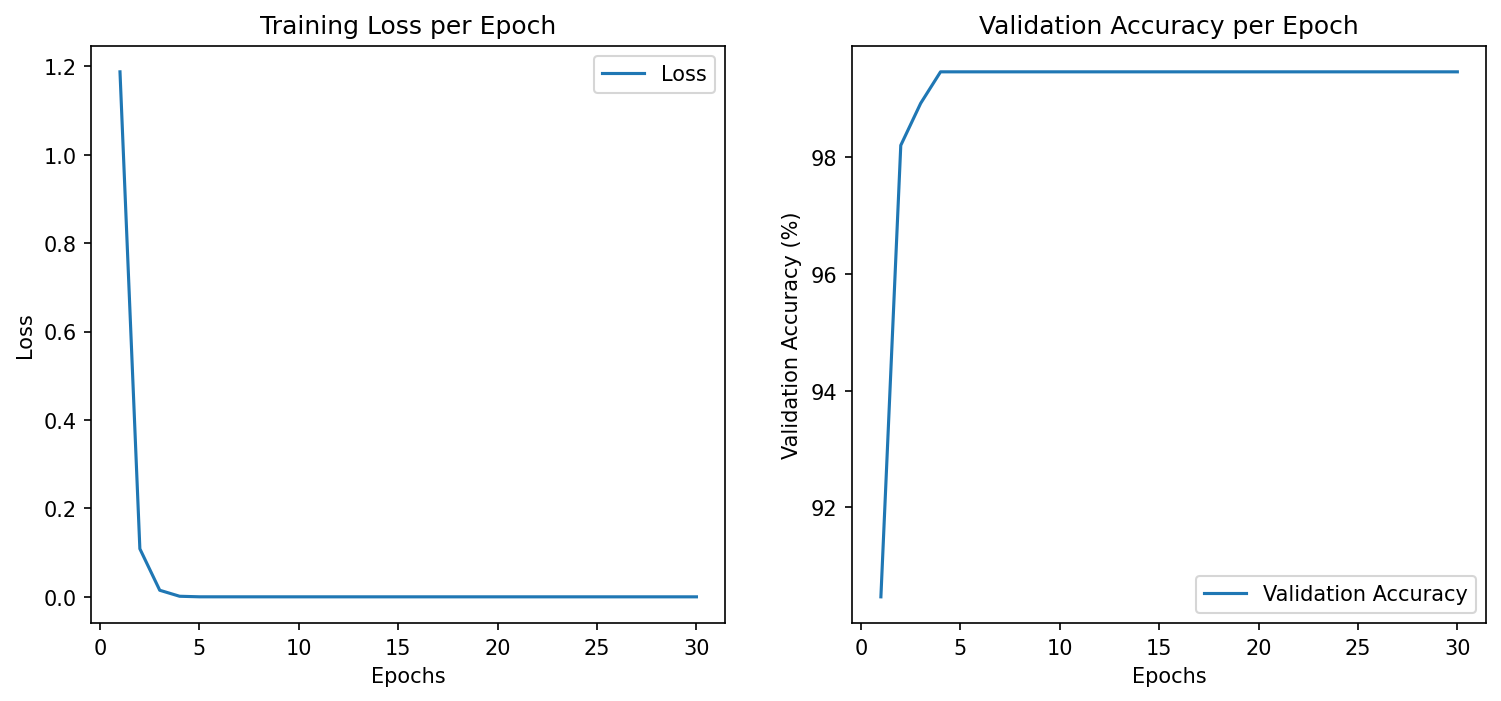 Training Loss per Epoch
Loss
1.2
1.0
0.8
0.6
0.4
0.2
0.0
Loss
0 5 10 15 20 25 30
Epochs
Validation Accuracy per Epoch
98
96
94
92
Validation Accuracy (%)
Validation Accuracy
0 5 10 15 20 25 30
Epochs